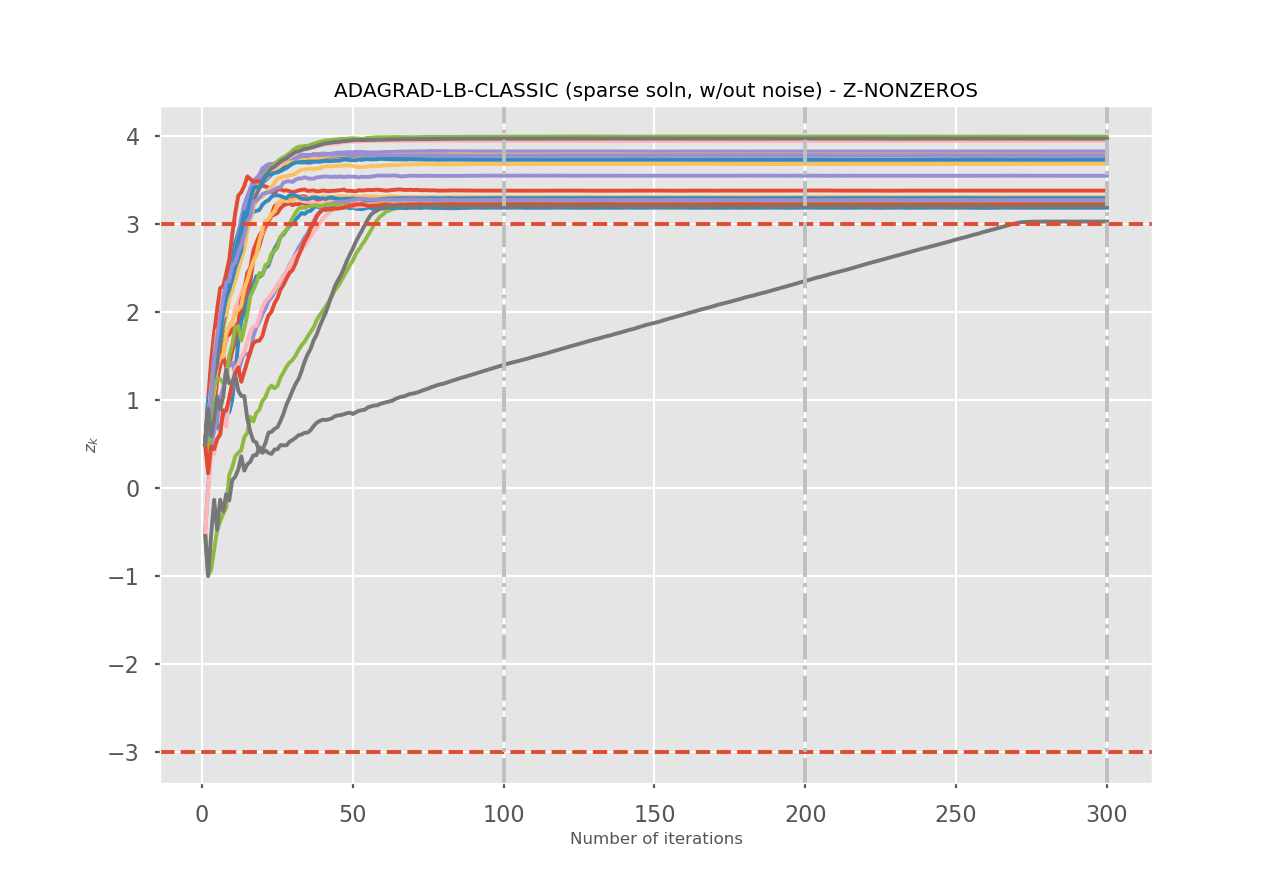 ADAGRAD-LB-CLASSIC (sparse soln, w/out noise) - Z-NONZEROS
4
3
2
1
0
−1
−2
−3
z_k
0 50 100 150 200 250 300
Number of iterations